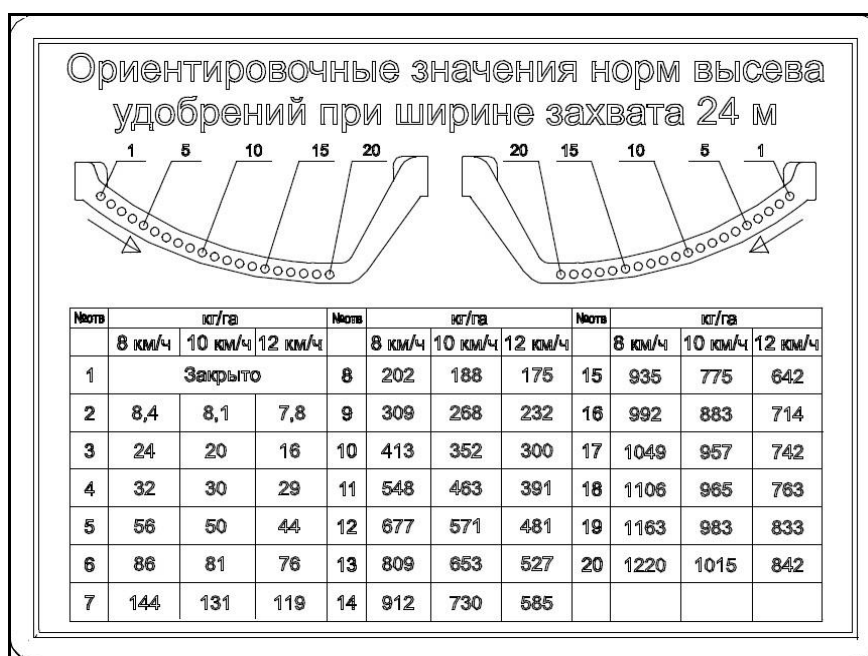 Ориентировочные значения норм высева
удобрений при ширине захвата 24 м
1 5 10 15 20 20 15 10 5 1
№отв кг/га №отв кг/га №отв кг/га
8 км/ч 10 км/ч 12 км/ч 8 км/ч 10 км/ч 12 км/ч 8 км/ч 10 км/ч 12 км/ч
1 Закрыто 8 202 188 175 15 935 775 642
2 8,4 8,1 7,8 9 309 268 232 16 992 883 714
3 24 20 16 10 413 352 300 17 1049 957 742
4 32 30 29 11 548 463 391 18 1106 965 763
5 56 50 44 12 677 571 481 19 1163 983 833
6 86 81 76 13 809 653 527 20 1220 1015 842
7 144 131 119 14 912 730 585